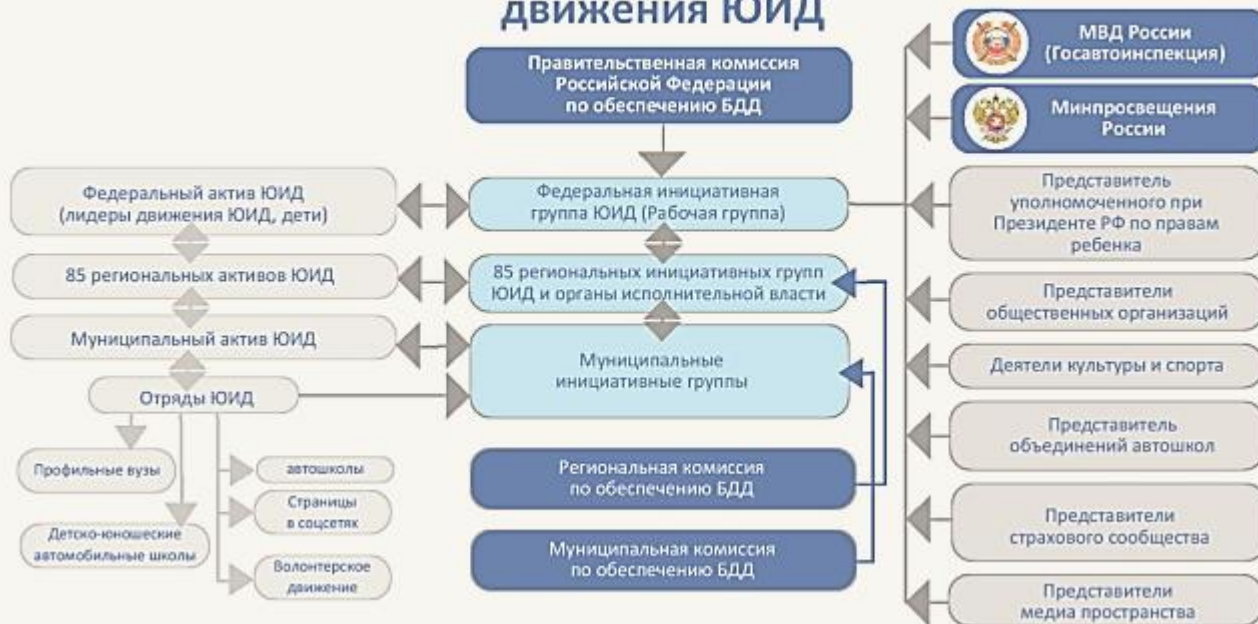 движения ЮИД
Правительственная комиссия
Российской Федерации
по обеспечению БДД
МВД России
(Госавтоинспекция)
Минпросвещения
России
Федеральный актив ЮИД
(лидеры движения ЮИД, дети)
Федеральная инициативная
группа ЮИД (Рабочая группа)
Представитель
уполномоченного при
Президенте РФ по правам
ребенка
85 региональных активов ЮИД
85 региональных инициативных групп
ЮИД и органы исполнительной власти
Представители
общественных организаций
Муниципальный актив ЮИД
Муниципальные
инициативные группы
Деятели культуры и спорта
Отряды ЮИД
Представитель
объединений автошкол
Профильные вузы
автошколы
Региональная комиссия
по обеспечению БДД
Страницы
в соцсетях
Представители
страхового сообщества
Детско-юношеские
автомобильные школы
Муниципальная комиссия
по обеспечению БДД
Волонтерское
движение
Представители
медиа пространства